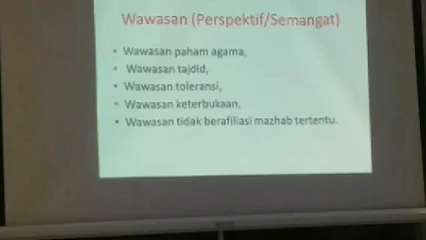 Wawasan (Perspektif/Semangat)
• Wawasan paham agama,
• Wawasan tajdid,
• Wawasan toleransi,
• Wawasan keterbukaan,
• Wawasan tidak berafiliasi mazhab tertentu.